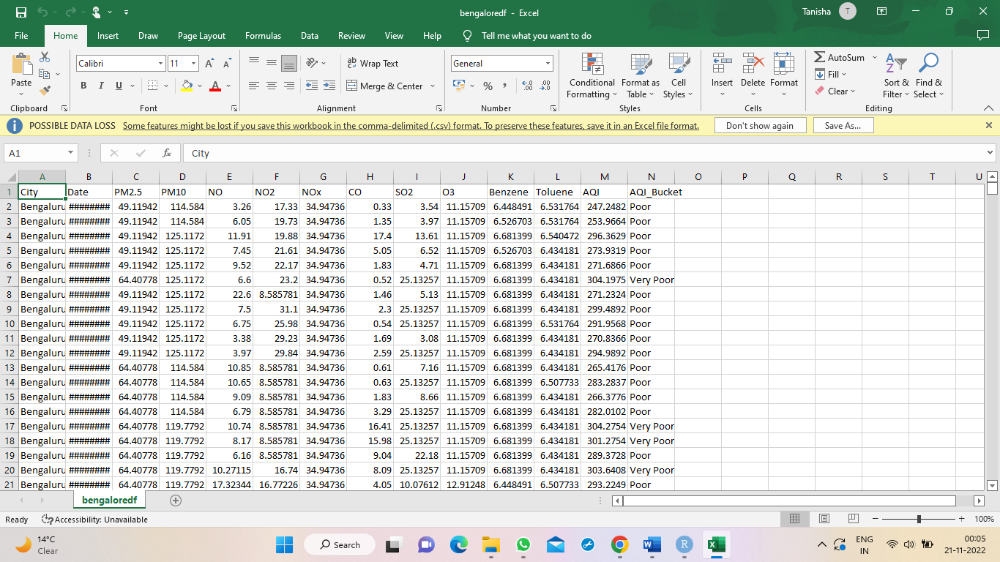 bengaloredf - Excel
Tanisha T
File Home Insert Draw Page Layout Formulas Data Review View Help Tell me what you want to do
Paste
Clipboard
Calibri 11 A A
B I U A
Font
ab Wrap Text
Merge & Center
Alignment
General
% ,
Number
Conditional Formatting
Format as Table
Cell Styles
Styles
Insert Delete Format
Cells
AutoSum
Fill
Clear
Sort & Filter
Find & Select
Editing
POSSIBLE DATA LOSS Some features might be lost if you save this workbook in the comma-delimited (.csv) format. To preserve these features, save it in an Excel file format. Don't show again Save As...
A1 fx City
A B C D E F G H I J K L M N O P Q R S T U
1 City Date PM2.5 PM10 NO NO2 NOx CO SO2 O3 Benzene Toluene AQI AQI_Bucket
2 Bengaluru ######## 49.11942 114.584 3.26 17.33 34.94736 0.33 3.54 11.15709 6.448491 6.531764 247.2482 Poor
3 Bengaluru ######## 49.11942 114.584 6.05 19.73 34.94736 1.35 3.97 11.15709 6.526703 6.531764 253.9664 Poor
4 Bengaluru ######## 49.11942 125.1172 11.91 19.88 34.94736 17.4 13.61 11.15709 6.681399 6.540472 296.3629 Poor
5 Bengaluru ######## 49.11942 125.1172 7.45 21.61 34.94736 5.05 6.52 11.15709 6.526703 6.434181 273.9319 Poor
6 Bengaluru ######## 49.11942 125.1172 9.52 22.17 34.94736 1.83 4.71 11.15709 6.681399 6.434181 271.6866 Poor
7 Bengaluru ######## 64.40778 125.1172 6.6 23.2 34.94736 0.52 25.13257 11.15709 6.681399 6.434181 304.1975 Very Poor
8 Bengaluru ######## 49.11942 125.1172 22.6 8.585781 34.94736 1.46 5.13 11.15709 6.681399 6.434181 271.2324 Poor
9 Bengaluru ######## 49.11942 125.1172 7.5 31.1 34.94736 2.3 25.13257 11.15709 6.681399 6.434181 299.4892 Poor
10 Bengaluru ######## 49.11942 125.1172 6.75 25.98 34.94736 0.54 25.13257 11.15709 6.681399 6.531764 291.9568 Poor
11 Bengaluru ######## 49.11942 125.1172 3.38 29.23 34.94736 1.69 3.08 11.15709 6.681399 6.434181 270.8366 Poor
12 Bengaluru ######## 49.11942 125.1172 3.97 29.84 34.94736 2.59 25.13257 11.15709 6.681399 6.434181 294.9892 Poor
13 Bengaluru ######## 64.40778 114.584 10.85 8.585781 34.94736 0.61 7.16 11.15709 6.681399 6.434181 265.4176 Poor
14 Bengaluru ######## 64.40778 114.584 10.65 8.585781 34.94736 0.63 25.13257 11.15709 6.681399 6.507733 283.2837 Poor
15 Bengaluru ######## 64.40778 114.584 9.09 8.585781 34.94736 1.83 8.66 11.15709 6.681399 6.434181 266.3776 Poor
16 Bengaluru ######## 64.40778 114.584 6.79 8.585781 34.94736 3.29 25.13257 11.15709 6.681399 6.434181 282.0102 Poor
17 Bengaluru ######## 64.40778 119.7792 10.74 8.585781 34.94736 16.41 25.13257 11.15709 6.681399 6.434181 304.2754 Very Poor
18 Bengaluru ######## 64.40778 119.7792 8.17 8.585781 34.94736 15.98 25.13257 11.15709 6.681399 6.434181 301.2754 Very Poor
19 Bengaluru ######## 64.40778 119.7792 6.16 8.585781 34.94736 9.04 22.18 11.15709 6.681399 6.434181 289.3728 Poor
20 Bengaluru ######## 64.40778 119.7792 10.27115 16.74 34.94736 8.09 25.13257 11.15709 6.681399 6.434181 303.6408 Very Poor
21 Bengaluru ######## 64.40778 119.7792 17.32344 16.77226 34.94736 4.05 10.07612 12.91248 6.448491 6.507733 293.2249 Poor
bengaloredf
Ready Accessibility: Unavailable 100%
14°C
Clear
Search
ENG
IN
00:05
21-11-2022